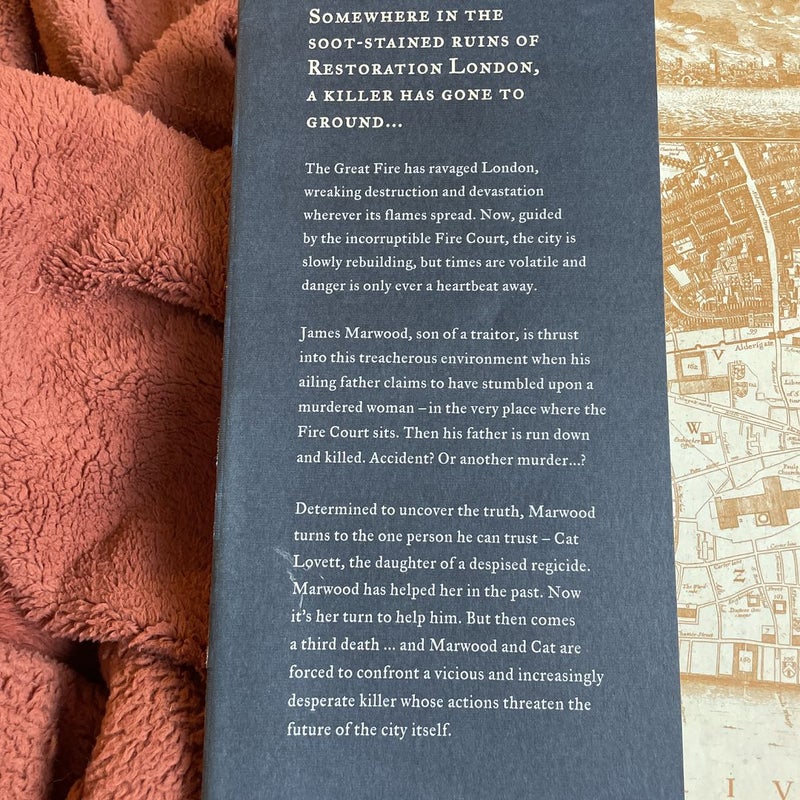 SOMEWHERE IN THE
SOOT-STAINED RUINS OF
RESTORATION LONDON,
A KILLER HAS GONE TO
GROUND...
The Great Fire has ravaged London,
wreaking destruction and devastation
wherever its flames spread. Now, guided
by the incorruptible Fire Court, the city is
slowly rebuilding, but times are volatile and
danger is only ever a heartbeat away.
James Marwood, son of a traitor, is thrust
into this treacherous environment when his
ailing father claims to have stumbled upon a
murdered woman – in the very place where the
Fire Court sits. Then his father is run down
and killed. Accident? Or another murder...?
Determined to uncover the truth, Marwood
turns to the one person he can trust – Cat
Lovett, the daughter of a despised regicide.
Marwood has helped her in the past. Now
it's her turn to help him. But then comes
a third death ... and Marwood and Cat are
forced to confront a vicious and increasingly
desperate killer whose actions threaten the
future of the city itself.
99
Alderſgate
V
162
W
Z
I V